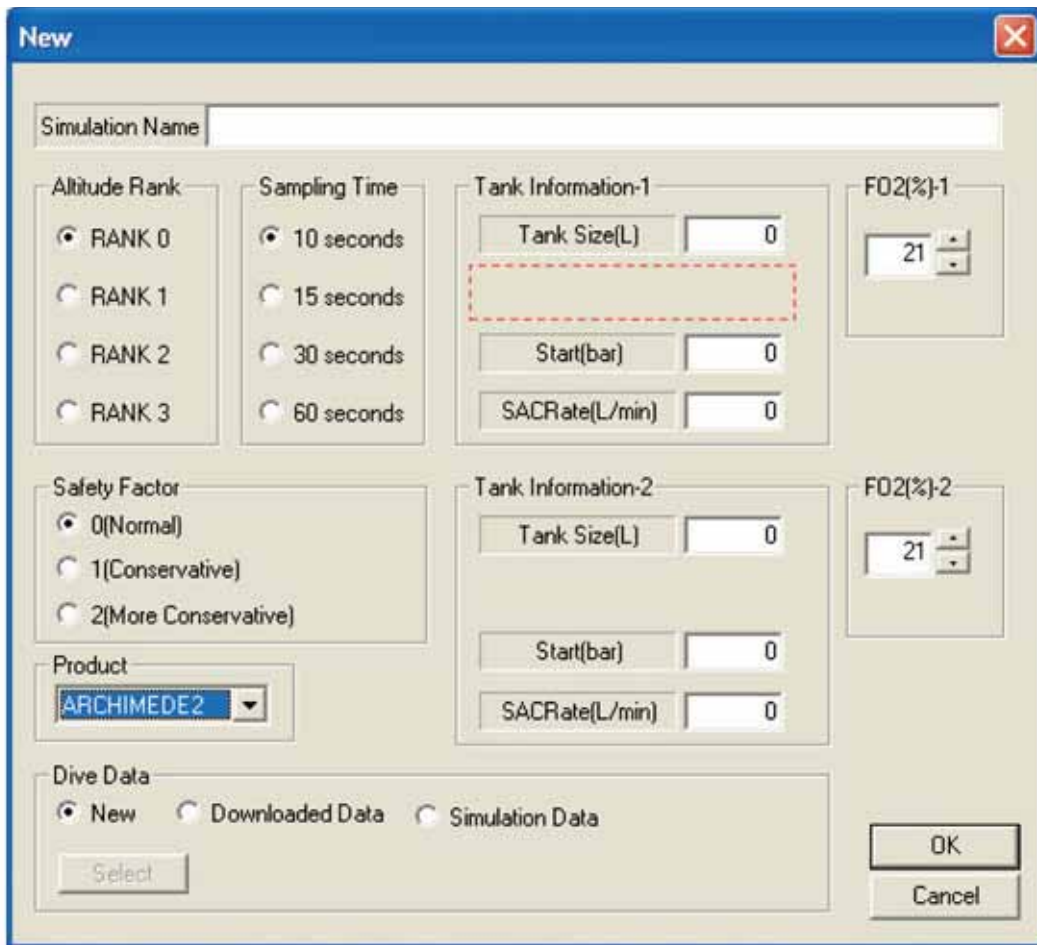 New
Simulation Name
Altitude Rank
RANK 0
RANK 1
RANK 2
RANK 3
Sampling Time
10 seconds
15 seconds
30 seconds
60 seconds
Tank Information-1
Tank Size(L) 0
Start(bar) 0
SACRate(L/min) 0
FO2(%)-1
21
Safety Factor
0(Normal)
1(Conservative)
2(More Conservative)
Product
ARCHIMEDE2
Tank Information-2
Tank Size(L) 0
Start(bar) 0
SACRate(L/min) 0
FO2(%)-2
21
Dive Data
New Downloaded Data Simulation Data
Select
OK
Cancel